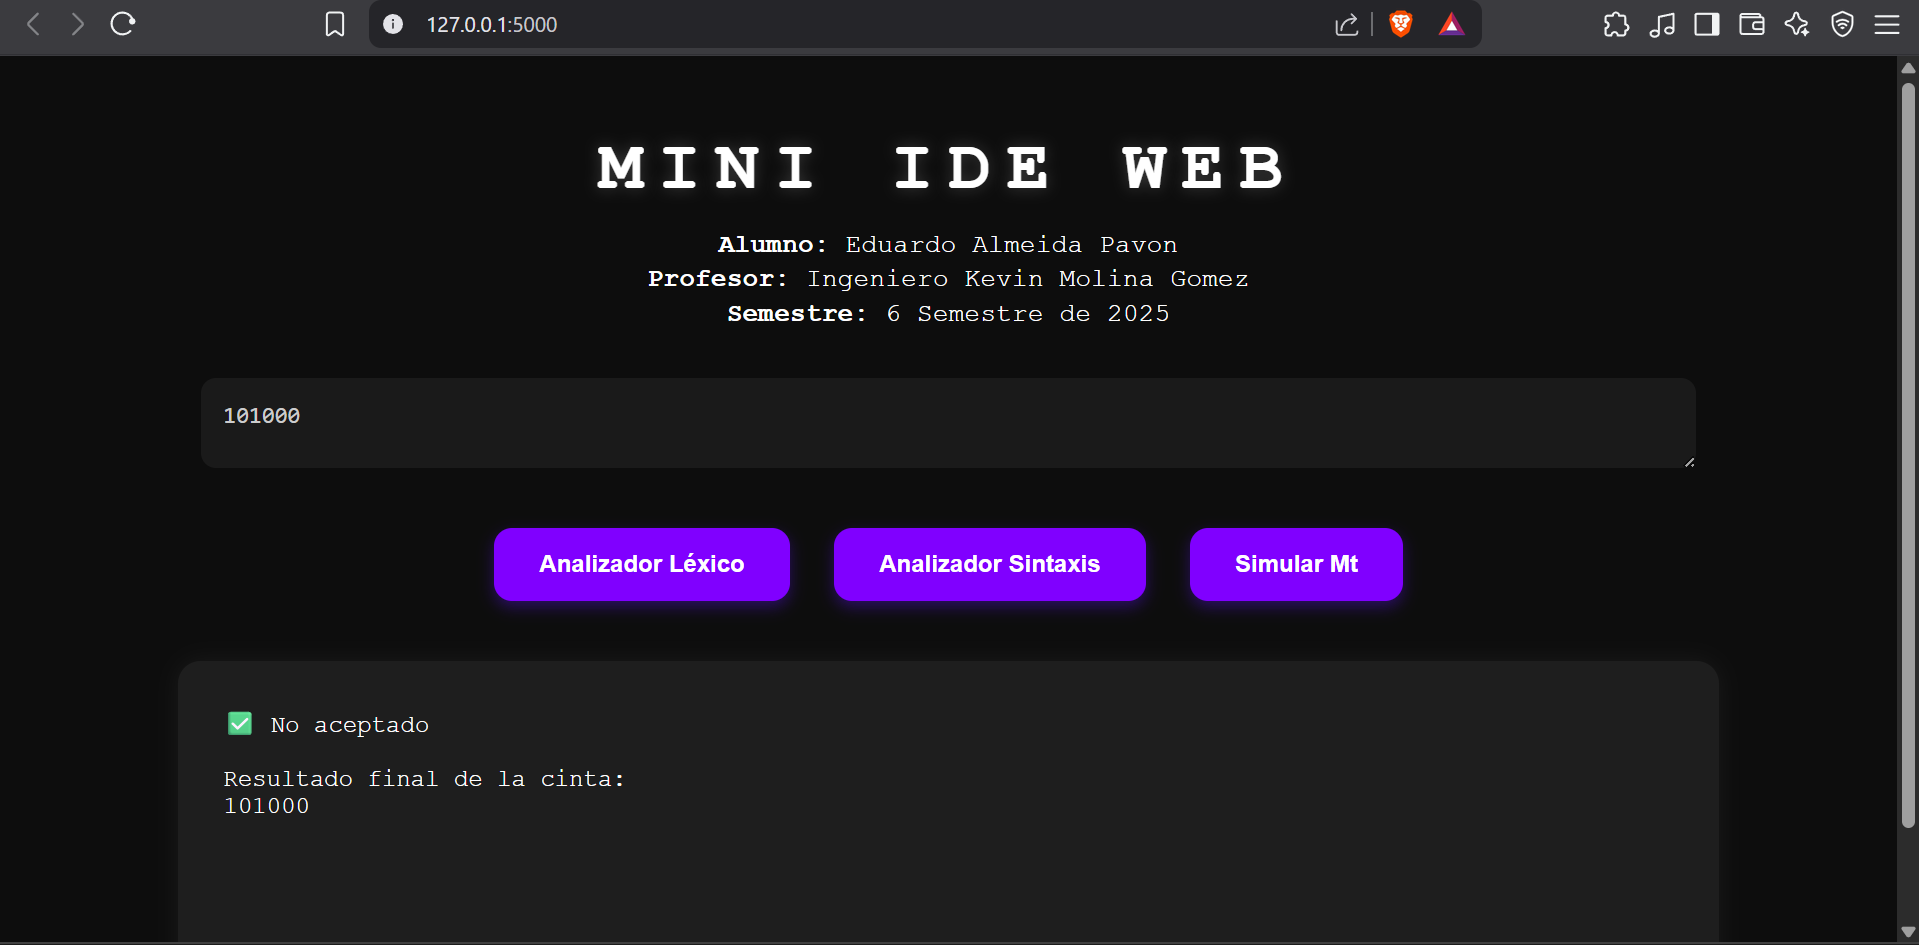 127.0.0.1:5000
MINI IDE WEB
Alumno: Eduardo Almeida Pavon
Profesor: Ingeniero Kevin Molina Gomez
Semestre: 6 Semestre de 2025
101000
Analizador Léxico
Analizador Sintaxis
Simular Mt
✅ No aceptado
Resultado final de la cinta:
101000